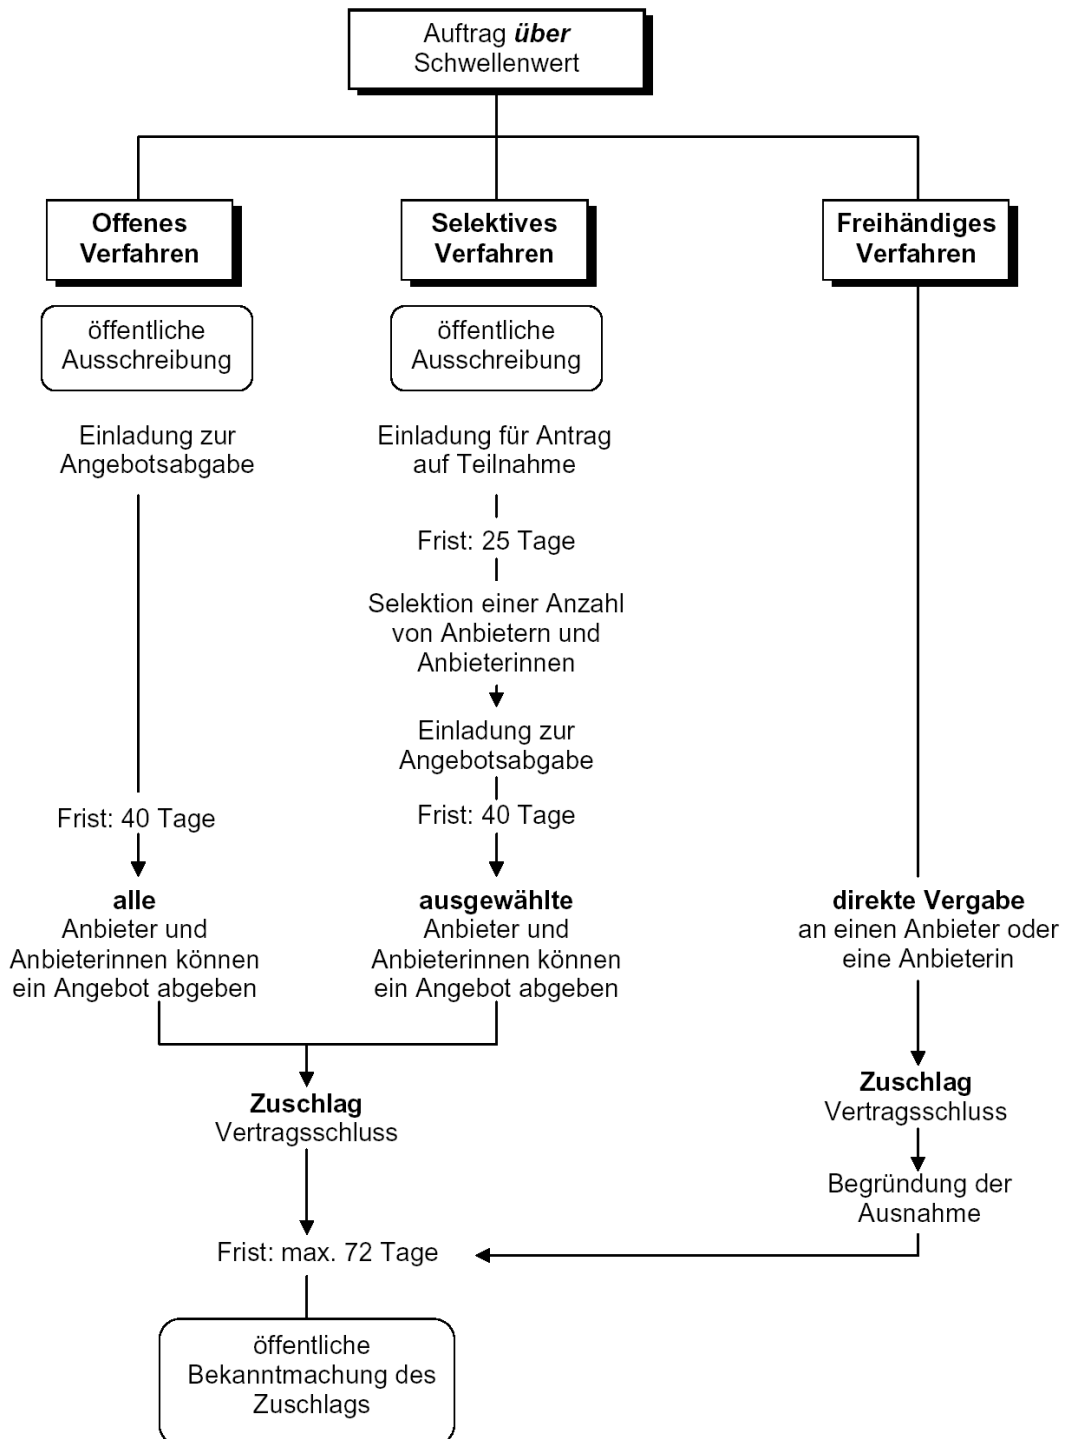 Auftrag über
Schwellenwert
Offenes
Verfahren
öffentliche
Ausschreibung
Einladung zur
Angebotsabgabe
Frist: 40 Tage
alle
Anbieter und
Anbieterinnen können
ein Angebot abgeben
Selektives
Verfahren
öffentliche
Ausschreibung
Einladung für Antrag
auf Teilnahme
Frist: 25 Tage
Selektion einer Anzahl
von Anbietern und
Anbieterinnen
Einladung zur
Angebotsabgabe
Frist: 40 Tage
ausgewählte
Anbieter und
Anbieterinnen können
ein Angebot abgeben
Freihändiges
Verfahren
direkte Vergabe
an einen Anbieter oder
eine Anbieterin
Zuschlag
Vertragsschluss
Begründung der
Ausnahme
Zuschlag
Vertragsschluss
Frist: max. 72 Tage
öffentliche
Bekanntmachung des
Zuschlags